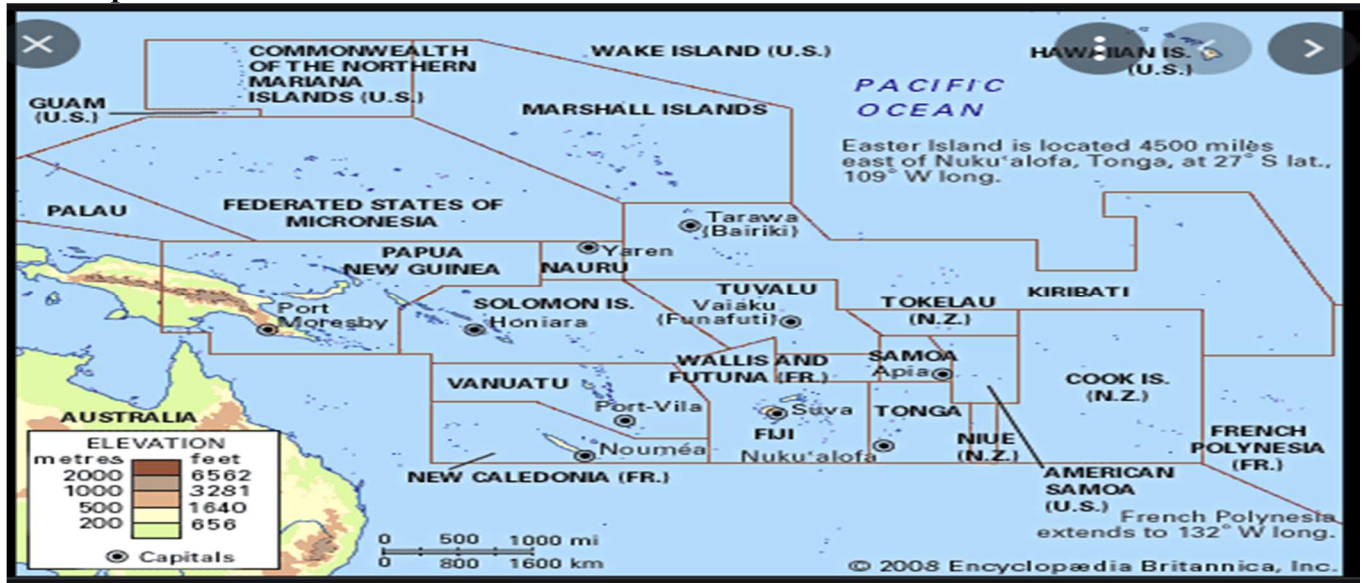 COMMONWEALTH
OF THE NORTHERN
MARIANA
ISLANDS (U.S.)
WAKE ISLAND (U.S.)
HAWAIIAN IS.
(U.S.)
GUAM
(U.S.)
MARSHALL ISLANDS
PACIFIC
OCEAN
Easter Island is located 4500 miles
east of Nukuʻalofa, Tonga, at 27° S lat.,
109° W long.
PALAU
FEDERATED STATES OF
MICRONESIA
Tarawa
(Bairiki)
PAPUA
NEW GUINEA
Yaren
NAURU
TUVALU
Vaiaku
(Funafuti)
TOKELAU
(N.Z.)
KIRIBATI
Port
Moresby
SOLOMON IS.
Honiara
WALLIS AND
FUTUNA (FR.)
SAMOA
Apia
COOK IS.
(N.Z.)
VANUATU
Port-Vila
Suva
FIJI
TONGA
Nukuʻalofa
NIUE
(N.Z.)
FRENCH
POLYNESIA
(FR.)
AUSTRALIA
Nouméa
NEW CALEDONIA (FR.)
AMERICAN
SAMOA
(U.S.)
French Polynesia
extends to 132° W long.
ELEVATION
metres feet
2000 6562
1000 3281
500 1640
200 656
Capitals
0 500 1000 mi
0 800 1600 km
© 2008 Encyclopædia Britannica, Inc.